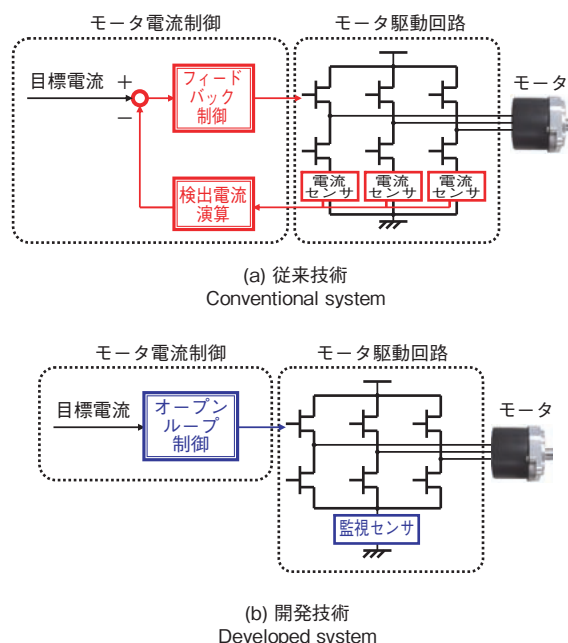 モータ電流制御
モータ駆動回路
目標電流
+
−
フィード
バック
制御
モータ
電流
センサ
電流
センサ
電流
センサ
検出電流
演算
(a) 従来技術
Conventional system
モータ電流制御
モータ駆動回路
目標電流
オープン
ループ
制御
モータ
監視センサ
(b) 開発技術
Developed system